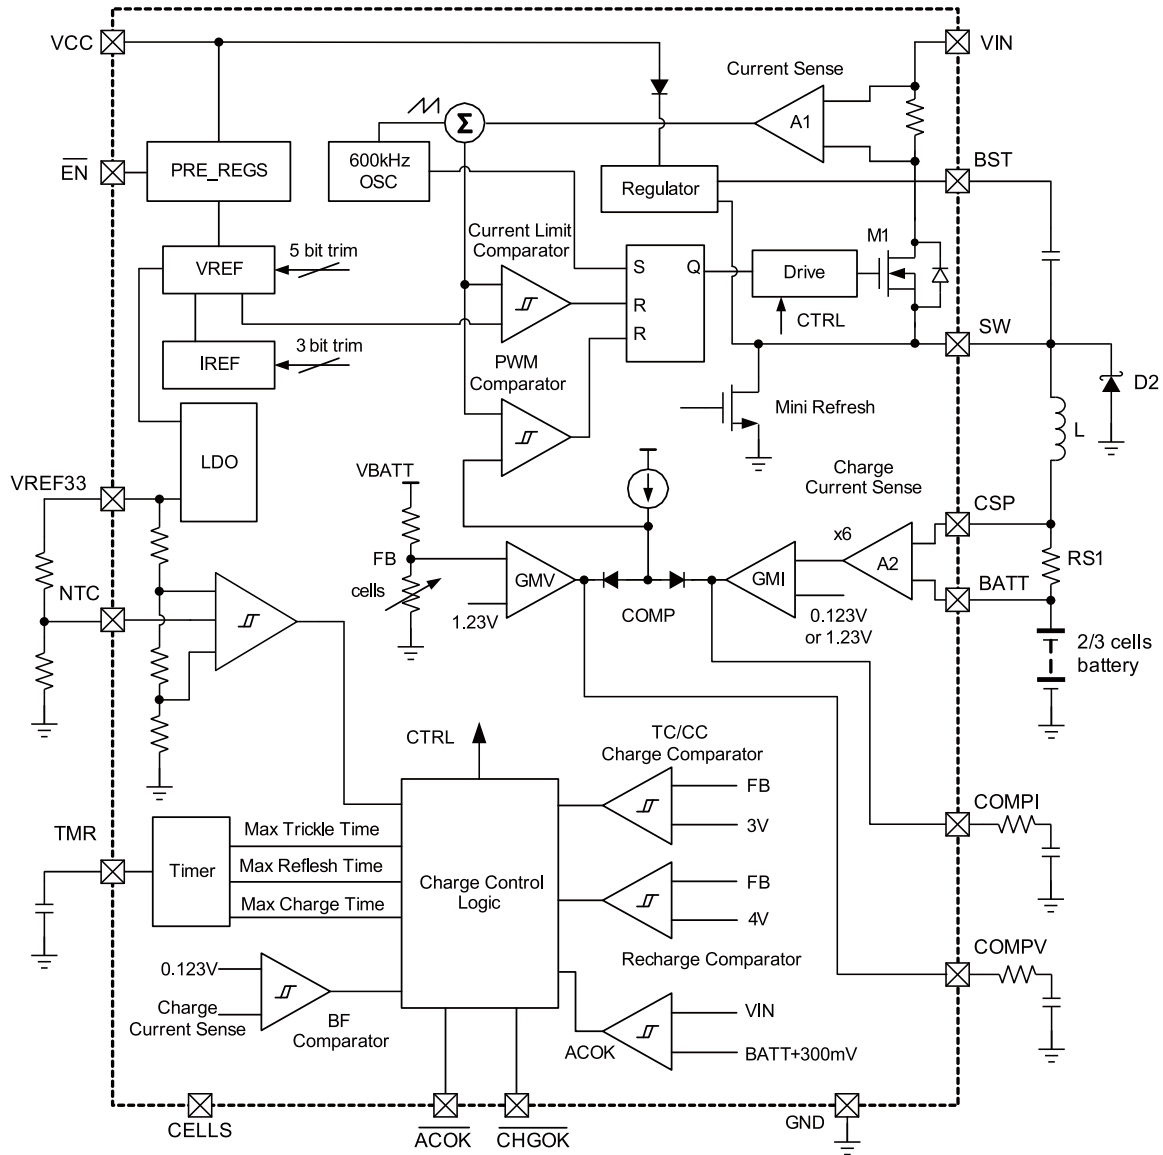 VCC
VIN
Current Sense
A1
Σ
600kHz
OSC
EN
PRE_REGS
BST
Regulator
Current Limit
Comparator
M1
5 bit trim
VREF
S
Q
Drive
R
R
CTRL
SW
3 bit trim
IREF
PWM
Comparator
D2
Mini Refresh
L
LDO
VREF33
VBATT
Charge
Current Sense
CSP
x6
FB
GMV
GMI
A2
RS1
BATT
NTC
cells
COMP
1.23V
0.123V
or 1.23V
2/3 cells
battery
CTRL
TC/CC
Charge Comparator
FB
3V
COMPI
TMR
Max Trickle Time
Timer
Max Reflesh Time
Max Charge Time
Charge Control
Logic
FB
4V
COMPV
Recharge Comparator
0.123V
Charge
Current Sense
BF
Comparator
VIN
ACOK
BATT+300mV
CELLS
ACOK
CHGOK
GND